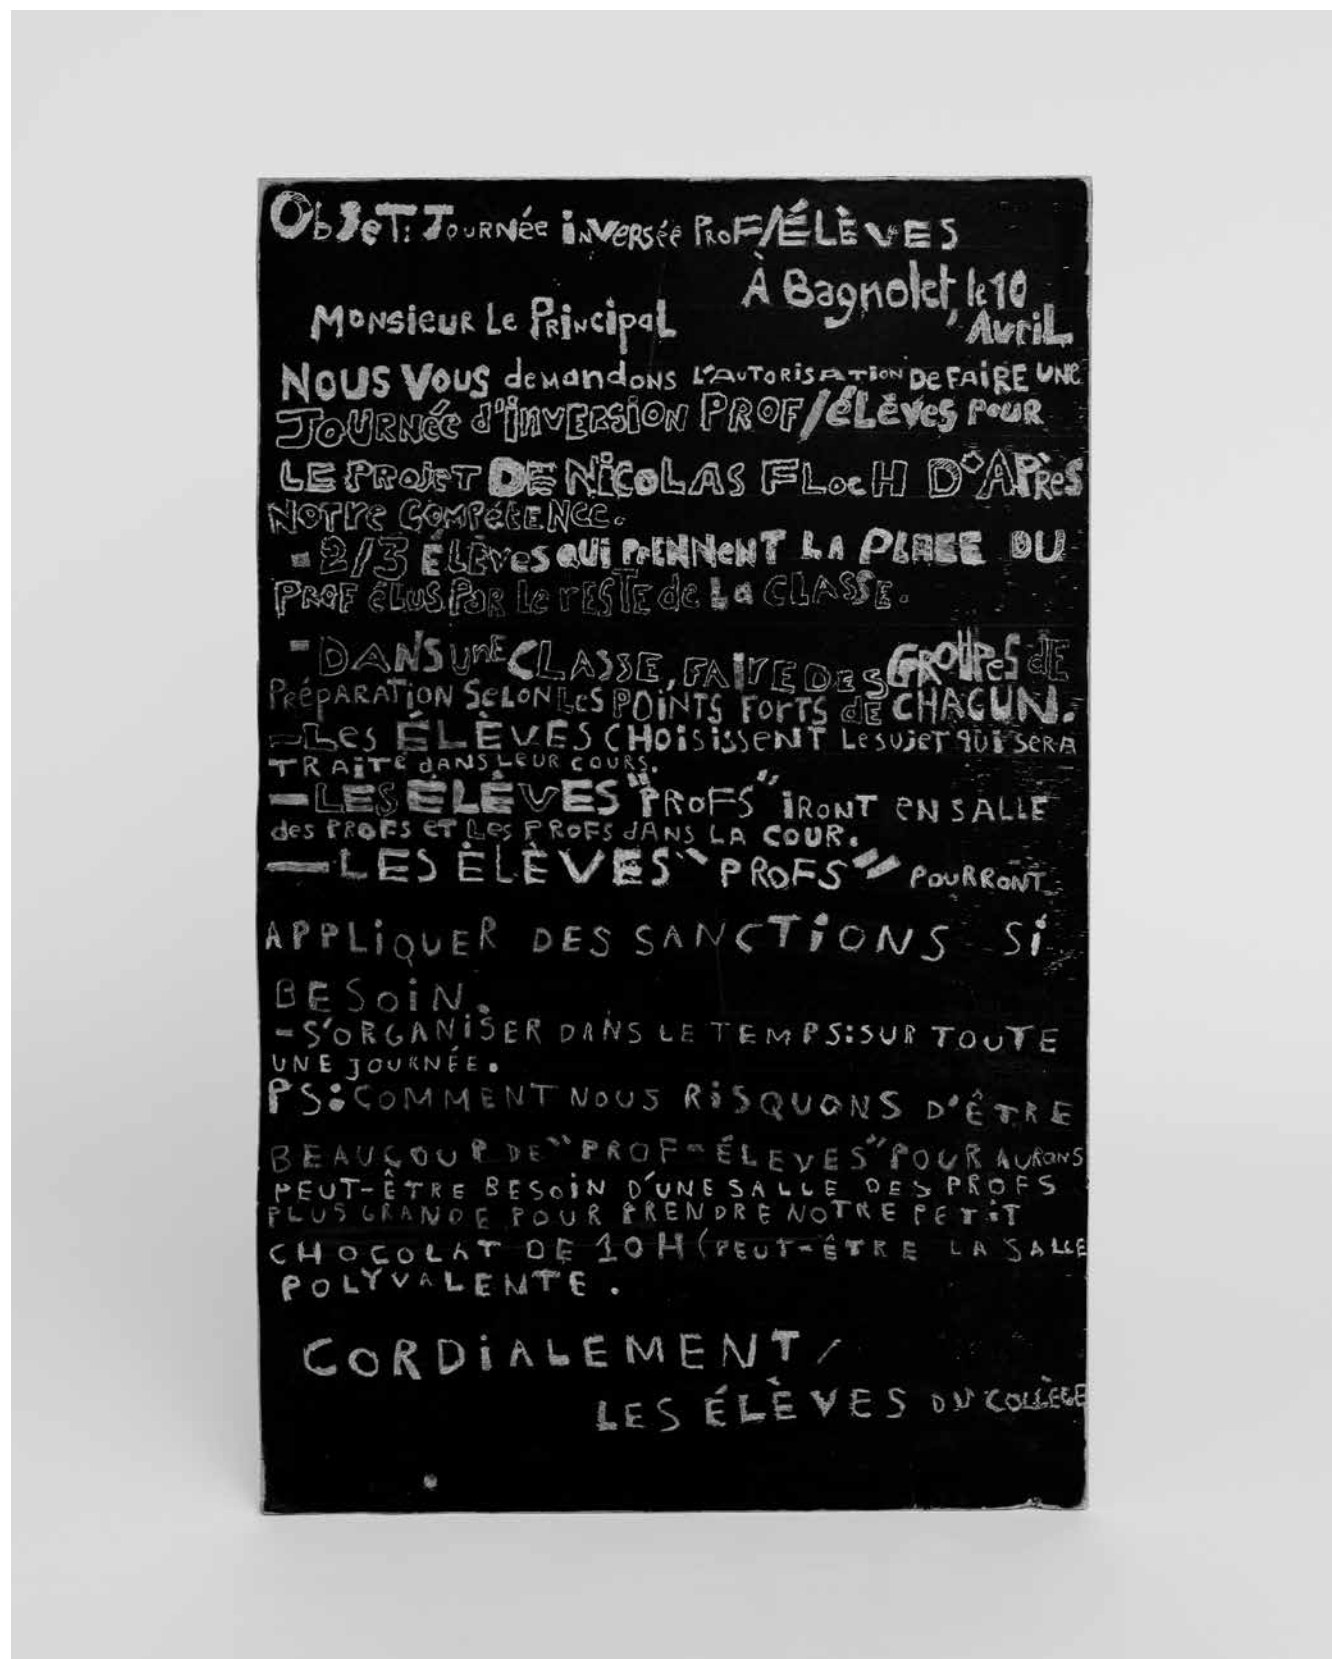 Objet: Journée inversée Prof/Élèves
À Bagnolet, le 10
Avril
Monsieur Le Principal
Nous vous demandons l'autorisation de faire une
journée d'inversion prof/élèves pour
le projet de Nicolas Floc H D'après
notre compétence.
- 2/3 élèves qui prennent la place du
prof élus par le reste de la classe.
- Dans une classe, faire des groupes de
préparation selon les points forts de chacun.
- Les élèves choisissent le sujet qui sera
traité dans leur cours.
- Les élèves "profs" iront en salle
des profs et les profs dans la cour.
- Les élèves "profs" pourront
appliquer des sanctions si
besoin.
- S'organiser dans le temps: sur toute
une journée.
PS: Comment nous risquons d'être
beaucoup de "prof-éleves" pour aurons
peut-être besoin d'une salle des profs
plus grande pour prendre notre petit
chocolat de 10H (peut-être la salle
polyvalente.
Cordialement,
Les élèves du collège